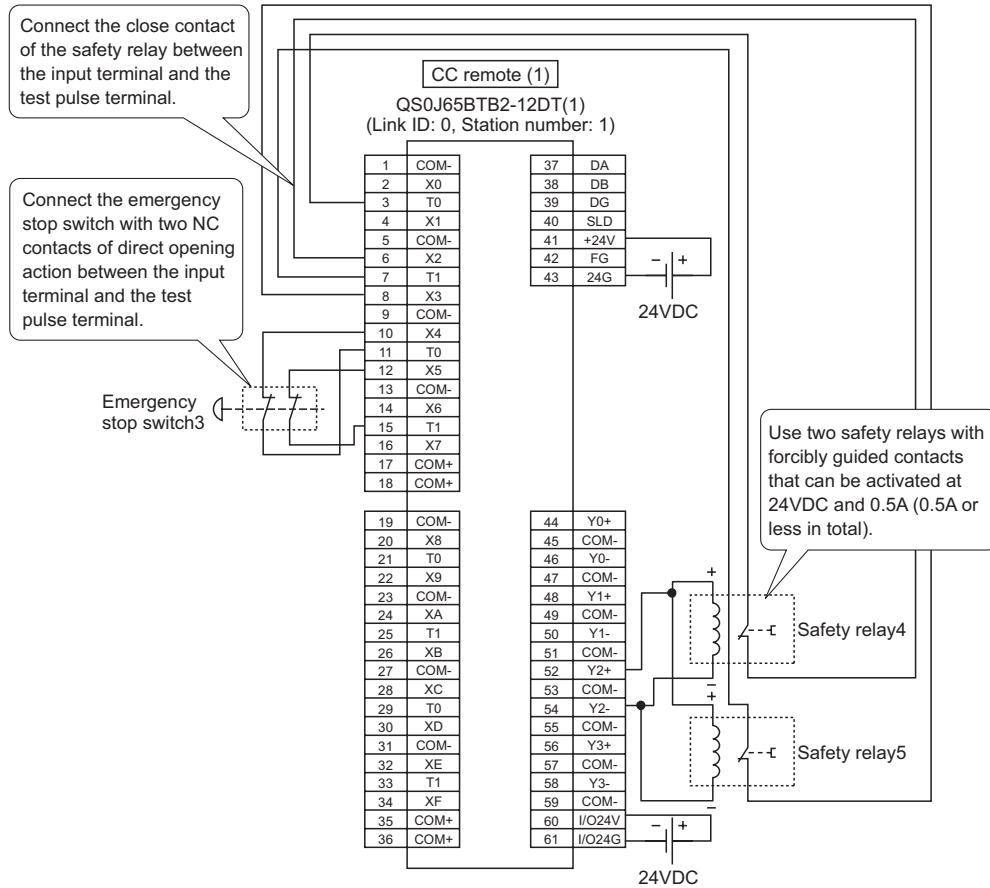 Connect the close contact
of the safety relay between
the input terminal and the
test pulse terminal.
CC remote (1)
QS0J65BTB2-12DT(1)
(Link ID: 0, Station number: 1)
Connect the emergency
stop switch with two NC
contacts of direct opening
action between the input
terminal and the test
pulse terminal.
1 COM-
2 X0
3 T0
4 X1
5 COM-
6 X2
7 T1
8 X3
9 COM-
10 X4
11 T0
12 X5
13 COM-
14 X6
15 T1
16 X7
17 COM+
18 COM+
37 DA
38 DB
39 DG
40 SLD
41 +24V
42 FG
43 24G
− +
24VDC
Emergency
stop switch3
Use two safety relays with
forcibly guided contacts
that can be activated at
24VDC and 0.5A (0.5A or
less in total).
19 COM-
20 X8
21 T0
22 X9
23 COM-
24 XA
25 T1
26 XB
27 COM-
28 XC
29 T0
30 XD
31 COM-
32 XE
33 T1
34 XF
35 COM+
36 COM+
44 Y0+
45 COM-
46 Y0-
47 COM-
48 Y1+
49 COM-
50 Y1-
51 COM-
52 Y2+
53 COM-
54 Y2-
55 COM-
56 Y3+
57 COM-
58 Y3-
59 COM-
60 I/O24V
61 I/O24G
+
Safety relay4
−
+
Safety relay5
−
− +
24VDC